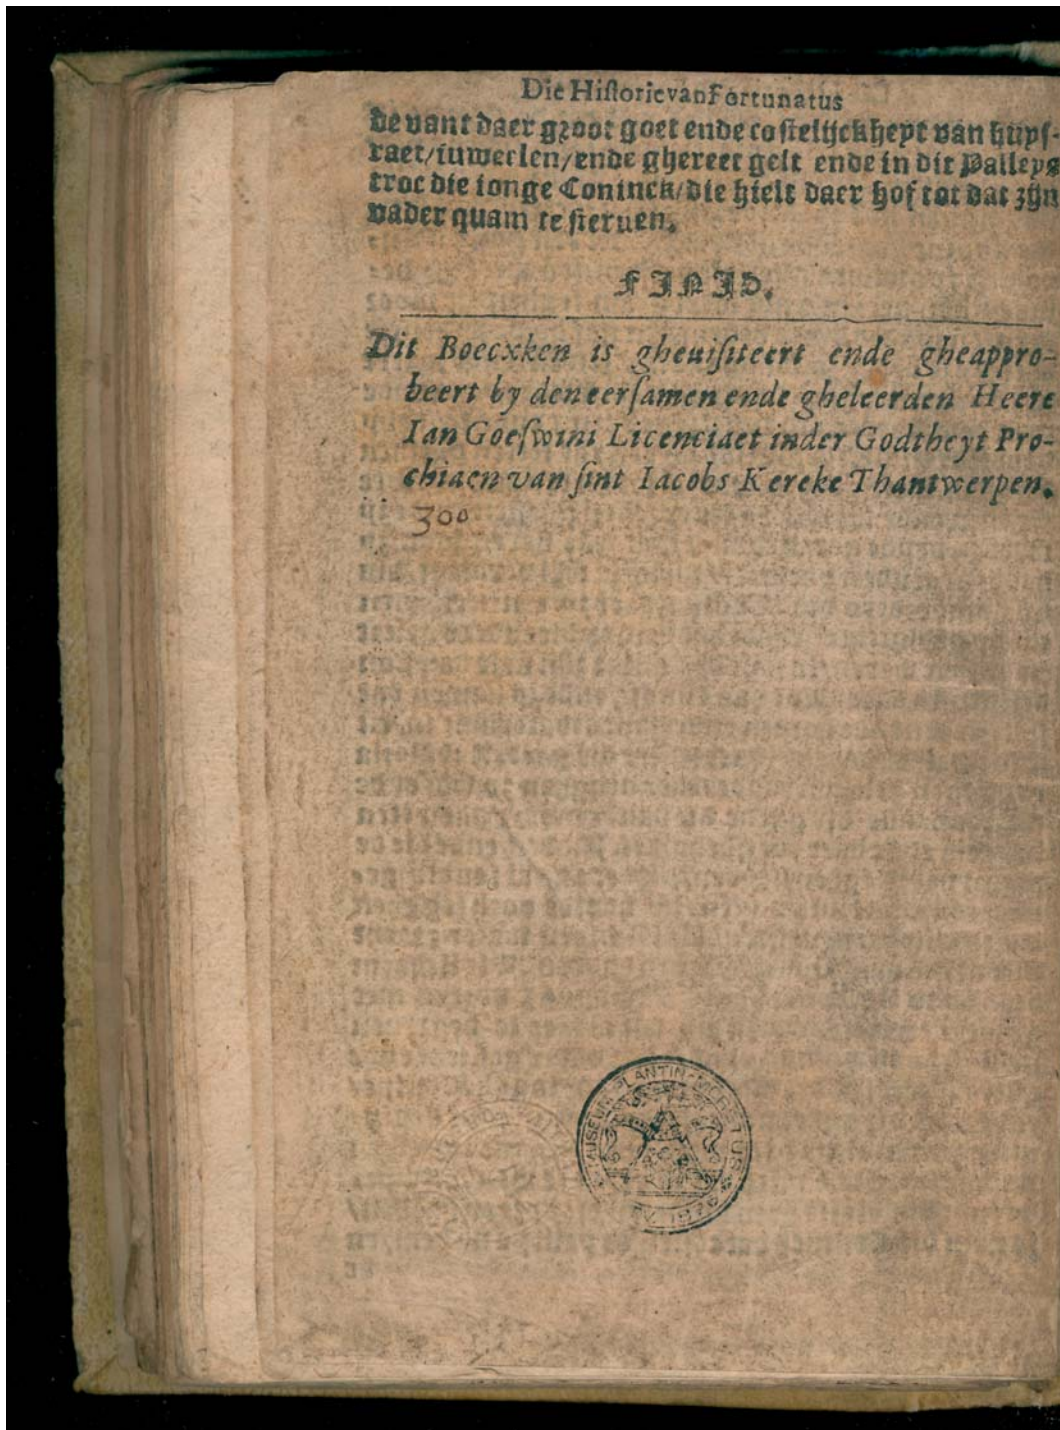 Die Historie van Fortunatus
de vant daer groot goet ende costelijckheyt van huys-
raet/iuweelen/ende ghereet gelt ende in dit Palleys
troc die ionge Coninck/die hielt daer hof tot dat zijn
vader quam te steruen.
FINIS.
Dit Boecxken is gheuisiteert ende gheappro-
beert by den eersamen ende gheleerden Heere
Ian Goeswini Licenciaet inder Godtheyt Pro-
chiaen van sint Iacobs Kercke Thantwerpen.
300
MUSEUM PLANTIN-MORETUS
1876